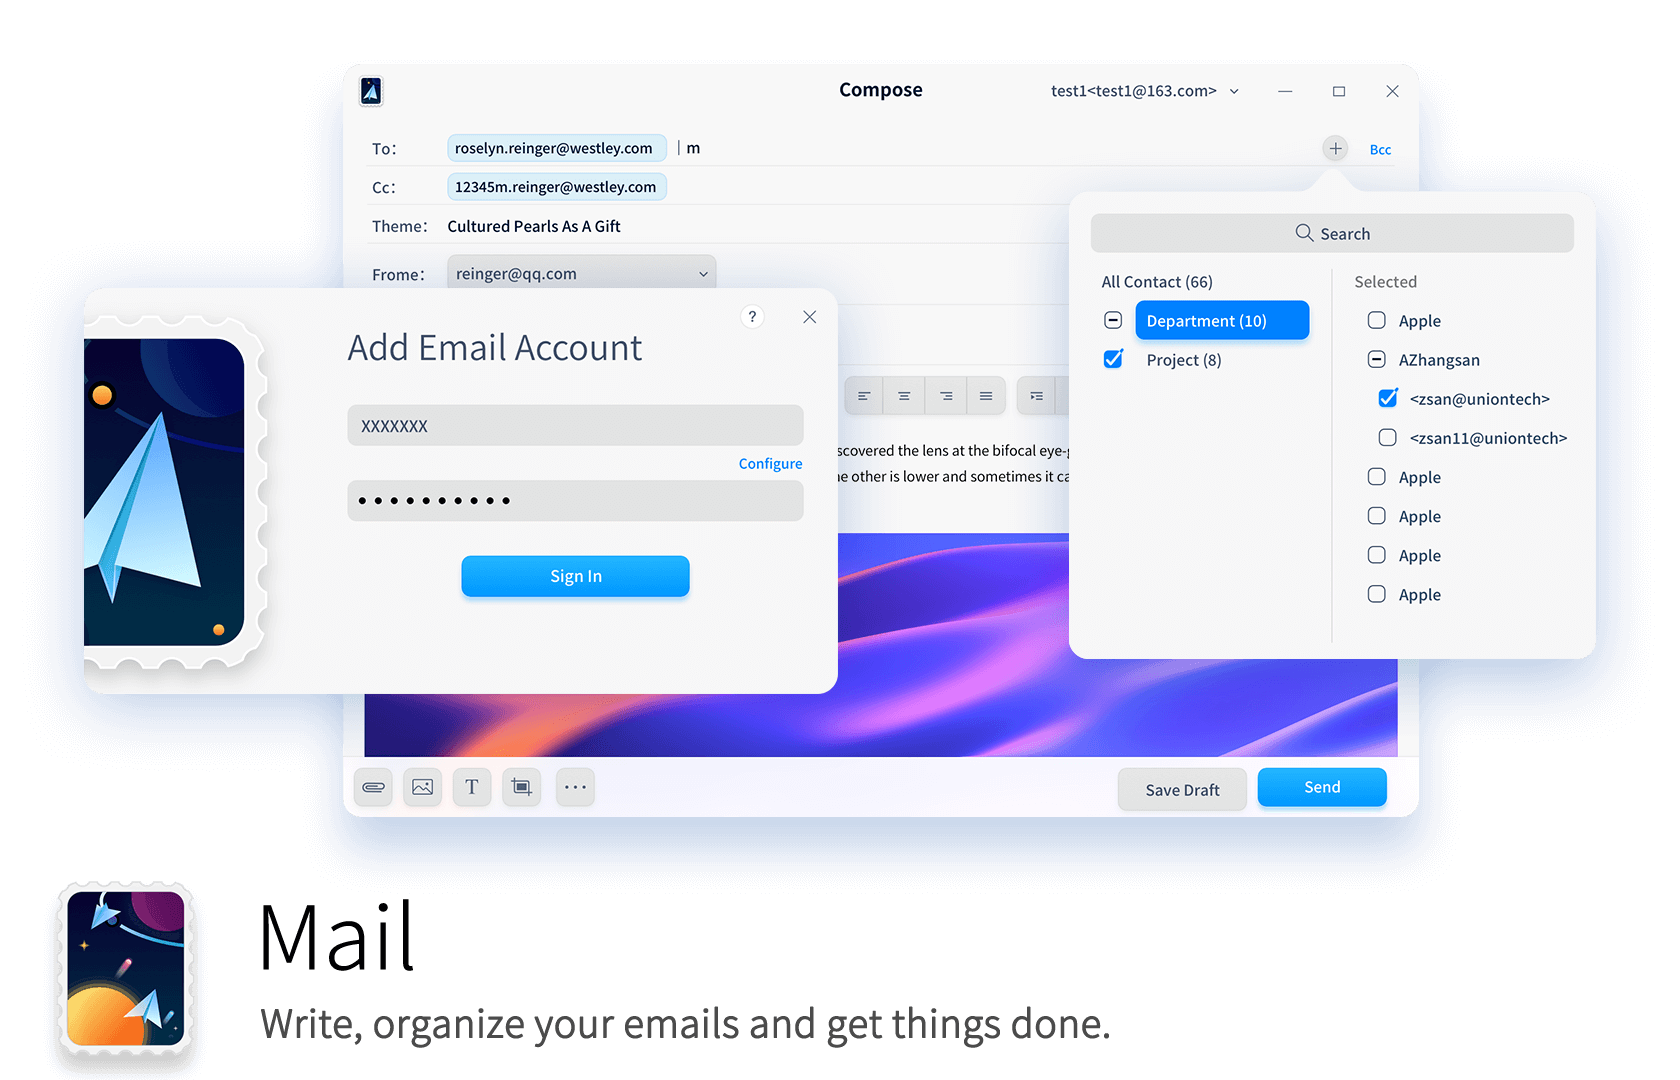 Compose
test1<test1@163.com>
To: roselyn.reinger@westley.com m
Bcc
Cc: 12345m.reinger@westley.com
Theme: Cultured Pearls As A Gift
Frome: reinger@qq.com
Search
All Contact (66)
Department (10)
Project (8)
Selected
Apple
AZhangsan
<zsan@uniontech>
<zsan11@uniontech>
Apple
Apple
Apple
Apple
?
Add Email Account
XXXXXXX
Configure
Sign In
scovered the lens at the bifocal eye-
e other is lower and sometimes it ca
T
Save Draft
Send
Mail
Write, organize your emails and get things done.